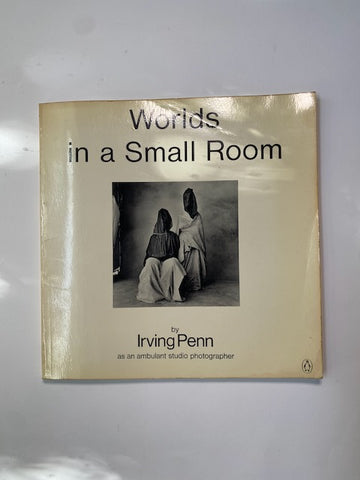 Worlds
in a Small Room
by
Irving Penn
as an ambulant studio photographer